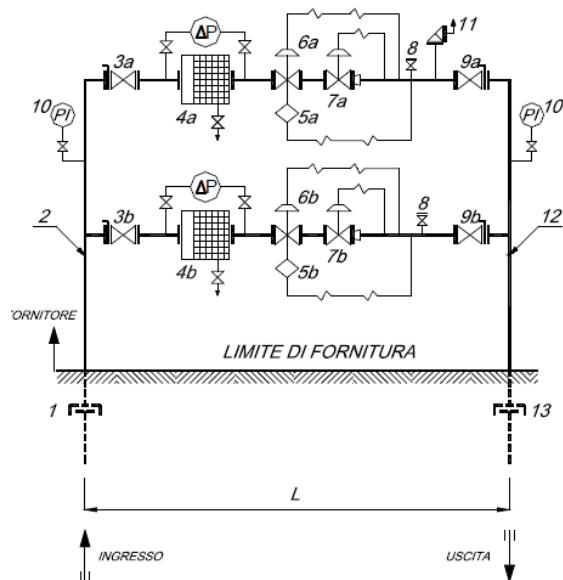 ΔP
6a
11
3a
8
9a
10
PI
4a
5a
7a
PI
10
ΔP
6b
2
3b
8
9b
12
4b
5b
7b
ORNITORE
LIMITE DI FORNITURA
1
13
L
INGRESSO
USCITA